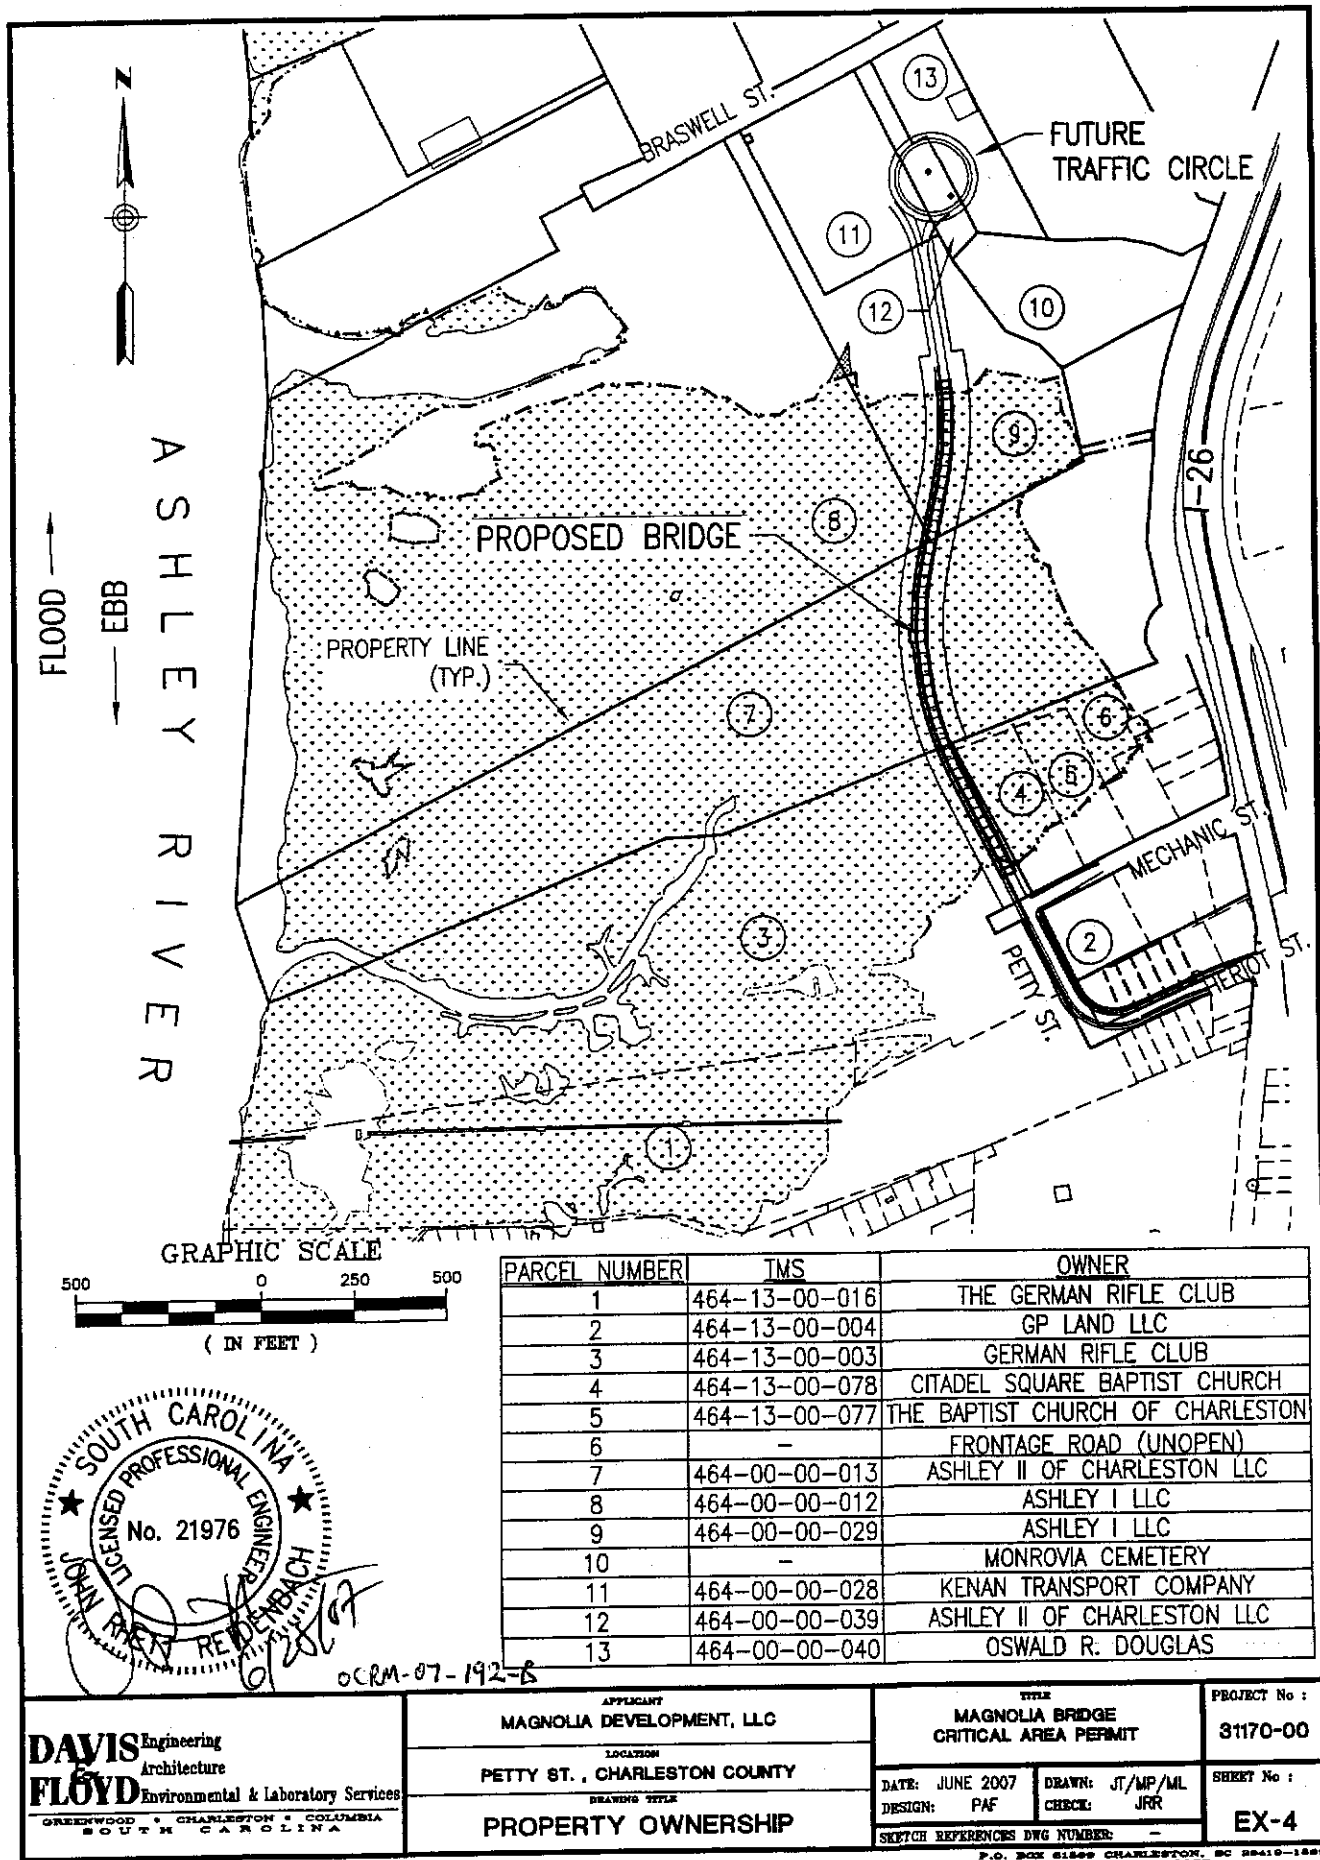 N
BRASWELL ST.
13
FUTURE
TRAFFIC CIRCLE
11
12
10
9
8
I-26
ASHLEY RIVER
FLOOD
EBB
PROPOSED BRIDGE
PROPERTY LINE
(TYP.)
7
6
5
4
MECHANIC ST.
3
2
PETTY ST.
HERIOT ST.
1
GRAPHIC SCALE
500 0 250 500
( IN FEET )
PARCEL NUMBER TMS OWNER
1 464-13-00-016 THE GERMAN RIFLE CLUB
2 464-13-00-004 GP LAND LLC
3 464-13-00-003 GERMAN RIFLE CLUB
4 464-13-00-078 CITADEL SQUARE BAPTIST CHURCH
5 464-13-00-077 THE BAPTIST CHURCH OF CHARLESTON
6 - FRONTAGE ROAD (UNOPEN)
7 464-00-00-013 ASHLEY II OF CHARLESTON LLC
8 464-00-00-012 ASHLEY I LLC
9 464-00-00-029 ASHLEY I LLC
10 - MONROVIA CEMETERY
11 464-00-00-028 KENAN TRANSPORT COMPANY
12 464-00-00-039 ASHLEY II OF CHARLESTON LLC
13 464-00-00-040 OSWALD R. DOUGLAS
SOUTH CAROLINA
LICENSED PROFESSIONAL ENGINEER
No. 21976
JOHN RHETT REIDENBACH
OCRM-07-192-B
DAVIS & FLOYD
Engineering
Architecture
Environmental & Laboratory Services
GREENWOOD • CHARLESTON • COLUMBIA
SOUTH CAROLINA
APPLICANT
MAGNOLIA DEVELOPMENT, LLC
LOCATION
PETTY ST. , CHARLESTON COUNTY
DRAWING TITLE
PROPERTY OWNERSHIP
TITLE
MAGNOLIA BRIDGE
CRITICAL AREA PERMIT
DATE: JUNE 2007
DRAWN: JT/MP/ML
DESIGN: PAF
CHECK: JRR
SKETCH REFERENCES DWG NUMBER: -
PROJECT No :
31170-00
SHEET No :
EX-4
P.O. BOX CHARLESTON, SC